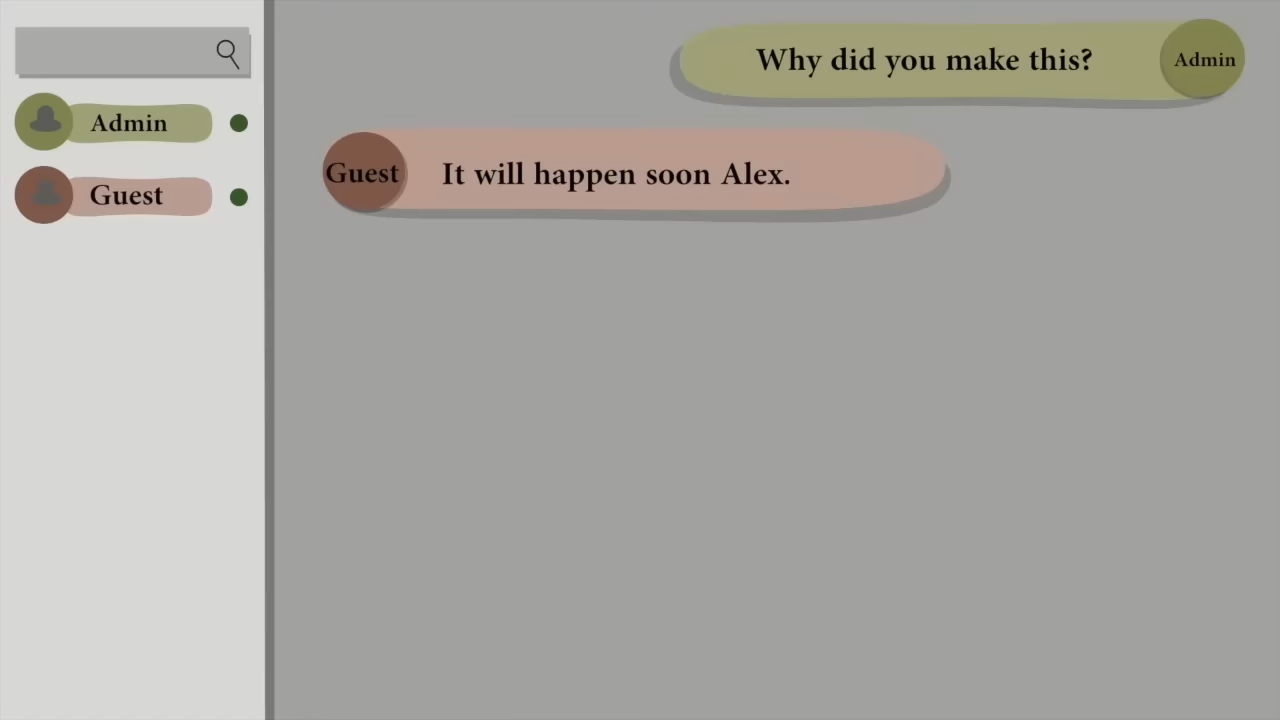 Admin
Guest
Why did you make this?
Admin
Guest
It will happen soon Alex.